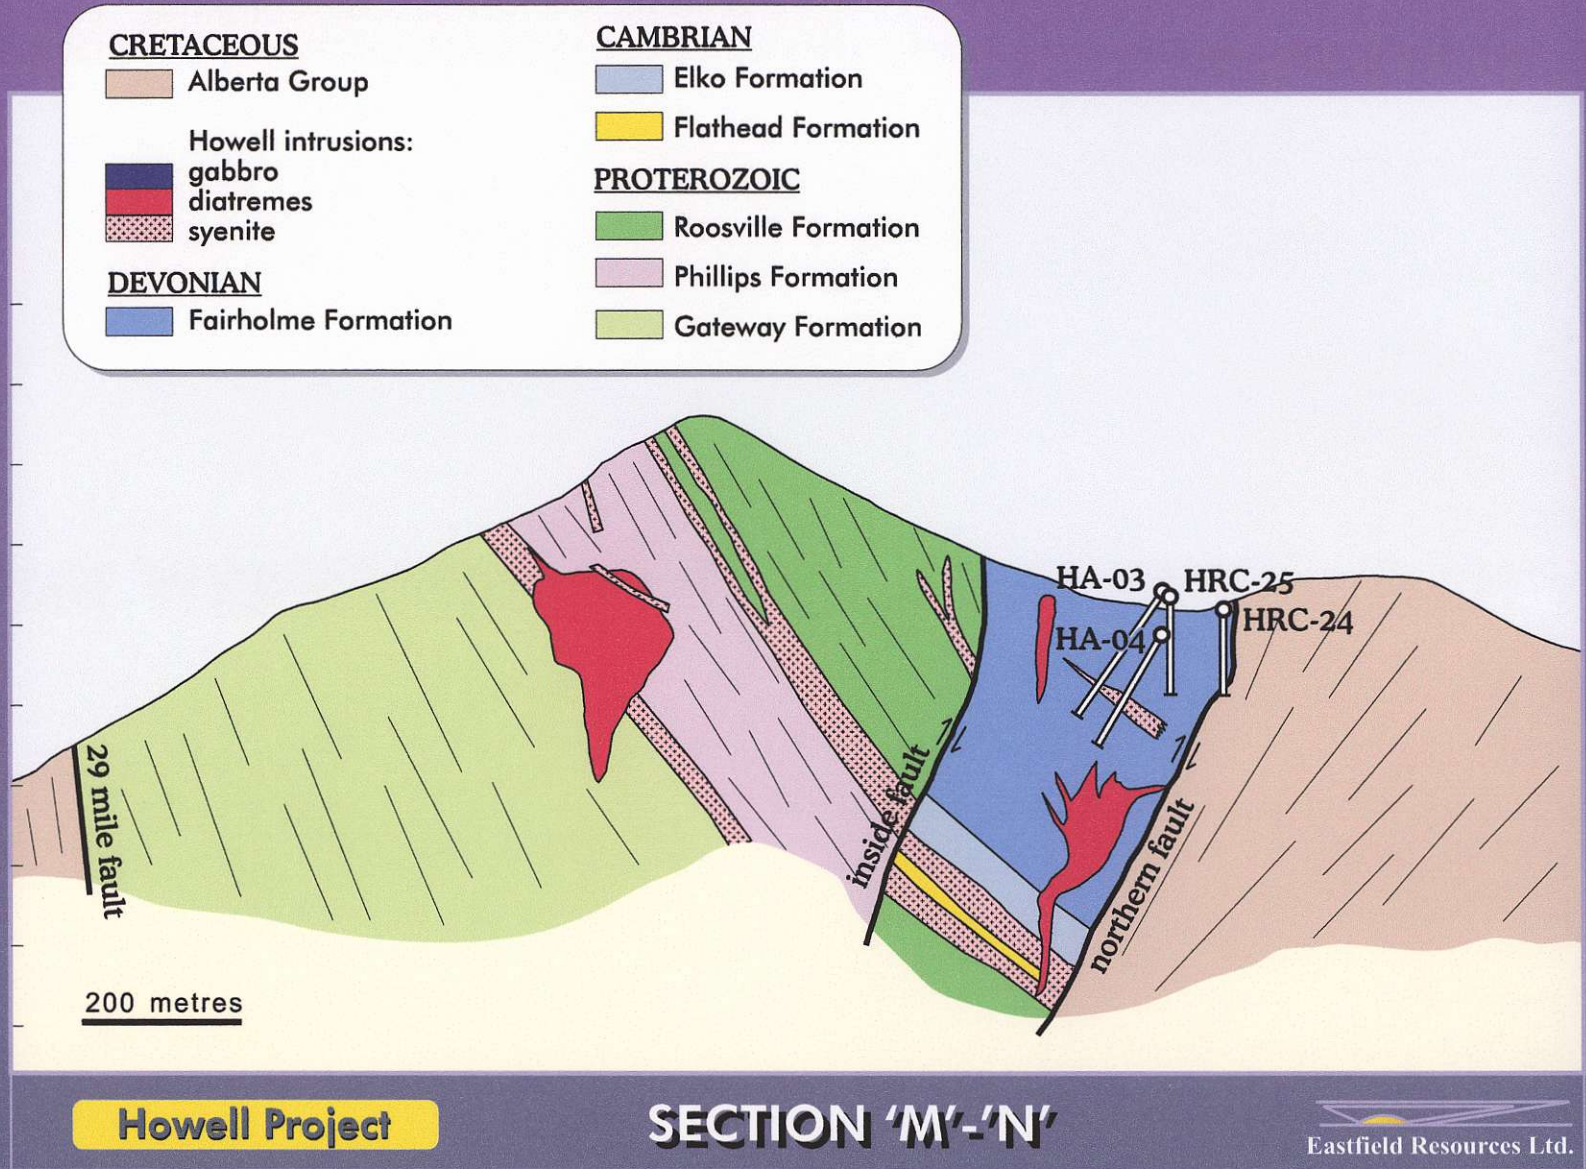 CRETACEOUS
Alberta Group
Howell intrusions:
gabbro
diatremes
syenite
DEVONIAN
Fairholme Formation
CAMBRIAN
Elko Formation
Flathead Formation
PROTEROZOIC
Roosville Formation
Phillips Formation
Gateway Formation
HA-03
HRC-25
HA-04
HRC-24
29 mile fault
inside fault
northern fault
200 metres
Howell Project
SECTION 'M'-'N'
Eastfield Resources Ltd.